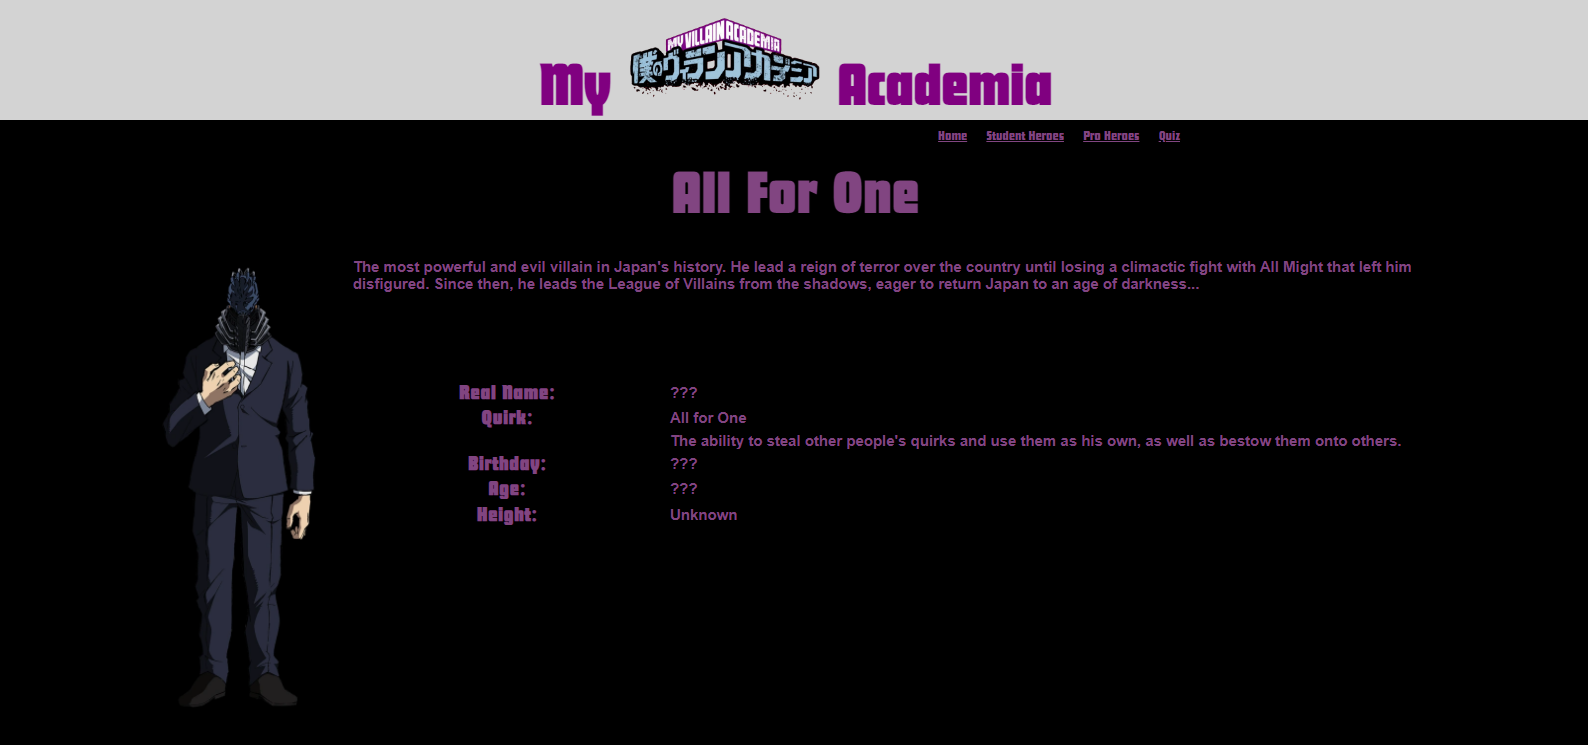 My
MY VILLAIN ACADEMIA
僕のヴィランアカデミア
Academia
Home Student Heroes Pro Heroes Quiz
All For One
The most powerful and evil villain in Japan's history. He lead a reign of terror over the country until losing a climactic fight with All Might that left him
disfigured. Since then, he leads the League of Villains from the shadows, eager to return Japan to an age of darkness...
Real Name: ???
Quirk: All for One
The ability to steal other people's quirks and use them as his own, as well as bestow them onto others.
Birthday: ???
Age: ???
Height: Unknown